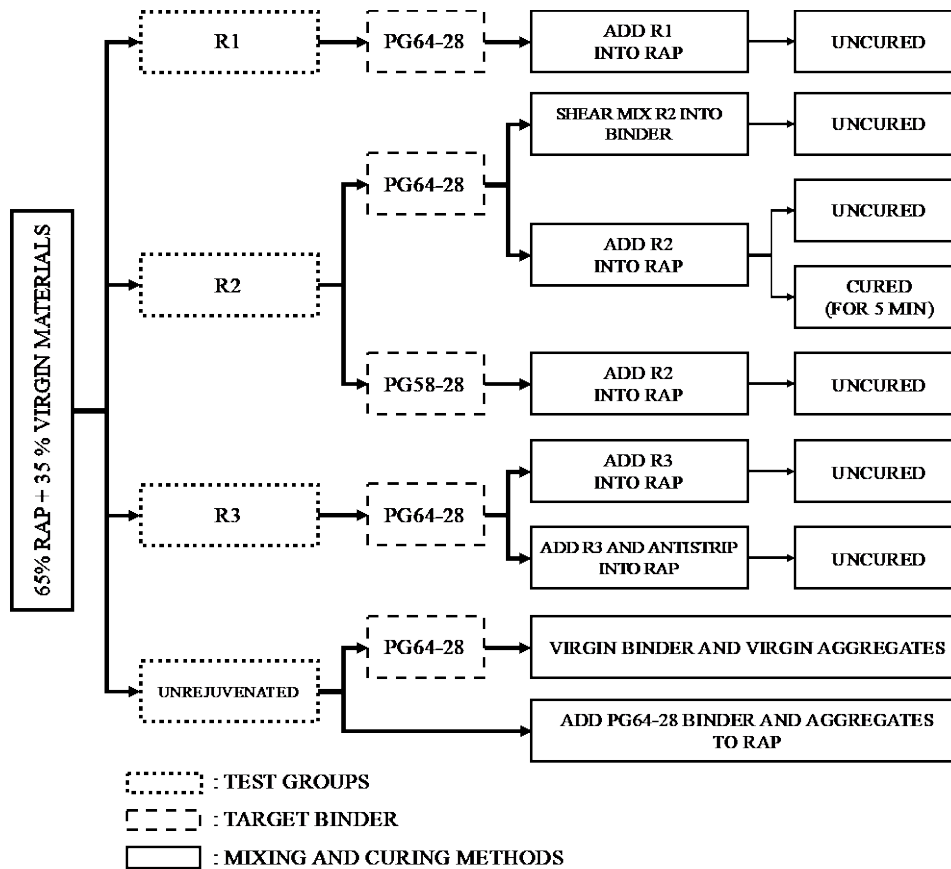 65% RAP + 35 % VIRGIN MATERIALS
R1
PG64-28
ADD R1
INTO RAP
UNCURED
R2
PG64-28
SHEAR MIX R2 INTO
BINDER
UNCURED
ADD R2
INTO RAP
UNCURED
CURED
(FOR 5 MIN)
PG58-28
ADD R2
INTO RAP
UNCURED
R3
PG64-28
ADD R3
INTO RAP
UNCURED
ADD R3 AND ANTISTRIP
INTO RAP
UNCURED
UNREJUVENATED
PG64-28
VIRGIN BINDER AND VIRGIN AGGREGATES
ADD PG64-28 BINDER AND AGGREGATES
TO RAP
: TEST GROUPS
: TARGET BINDER
: MIXING AND CURING METHODS